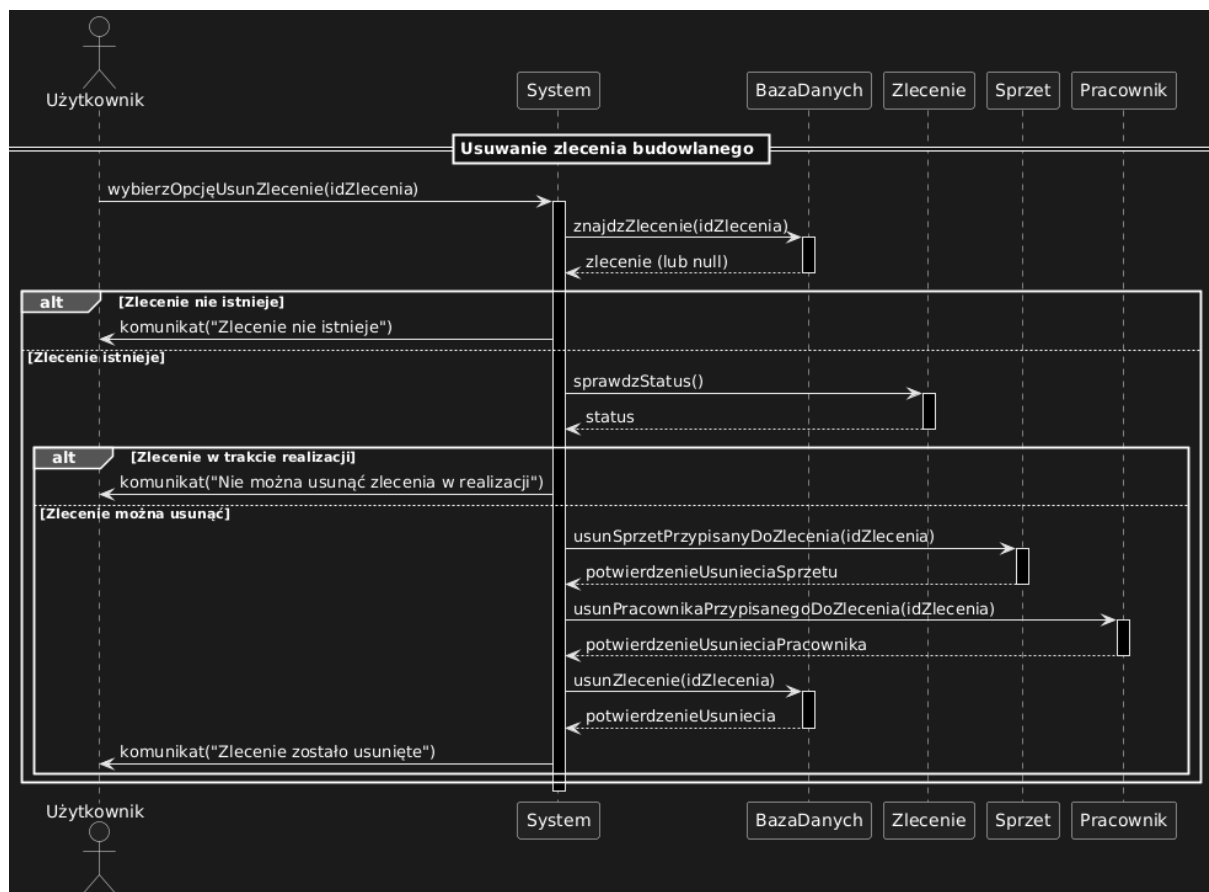 Użytkownik
System
BazaDanych
Zlecenie
Sprzet
Pracownik
Usuwanie zlecenia budowlanego
wybierzOpcjęUsunZlecenie(idZlecenia)
znajdzZlecenie(idZlecenia)
zlecenie (lub null)
alt [Zlecenie nie istnieje]
komunikat("Zlecenie nie istnieje")
[Zlecenie istnieje]
sprawdzStatus()
status
alt [Zlecenie w trakcie realizacji]
komunikat("Nie można usunąć zlecenia w realizacji")
[Zlecenie można usunąć]
usunSprzetPrzypisanyDoZlecenia(idZlecenia)
potwierdzenieUsunieciaSprzetu
usunPracownikaPrzypisanegoDoZlecenia(idZlecenia)
potwierdzenieUsunieciaPracownika
usunZlecenie(idZlecenia)
potwierdzenieUsuniecia
komunikat("Zlecenie zostało usunięte")
Użytkownik
System
BazaDanych
Zlecenie
Sprzet
Pracownik